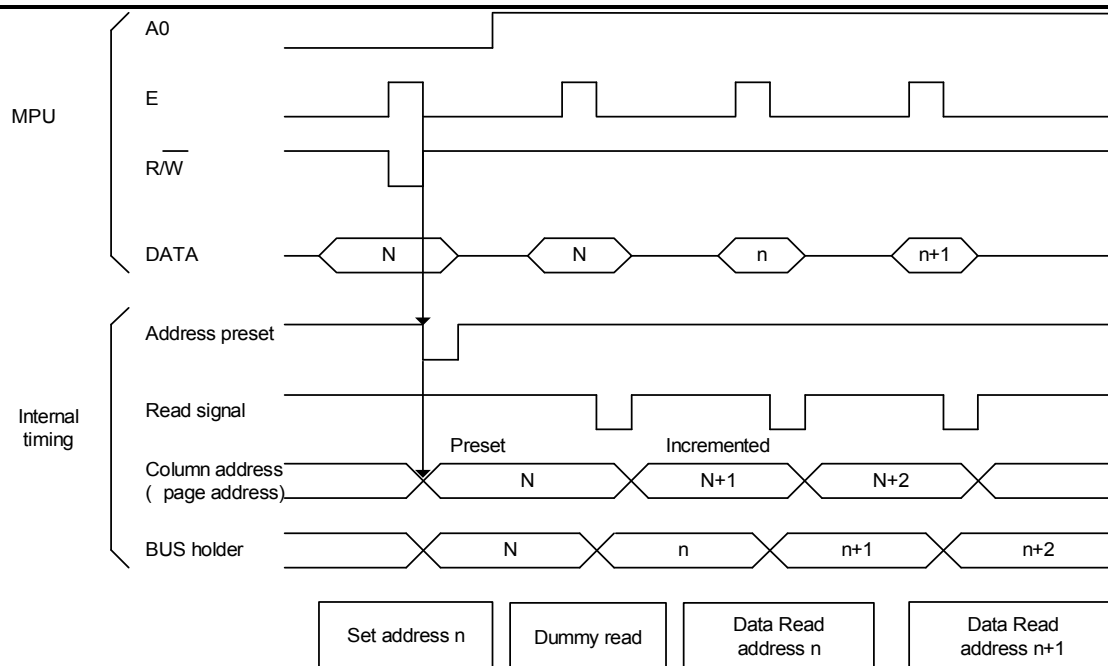 A0
E
MPU
R/W
DATA
N
N
n
n+1
Address preset
Read signal
Internal
timing
Preset
Incremented
Column address
( page address)
N
N+1
N+2
BUS holder
N
n
n+1
n+2
Set address n
Dummy read
Data Read
address n
Data Read
address n+1